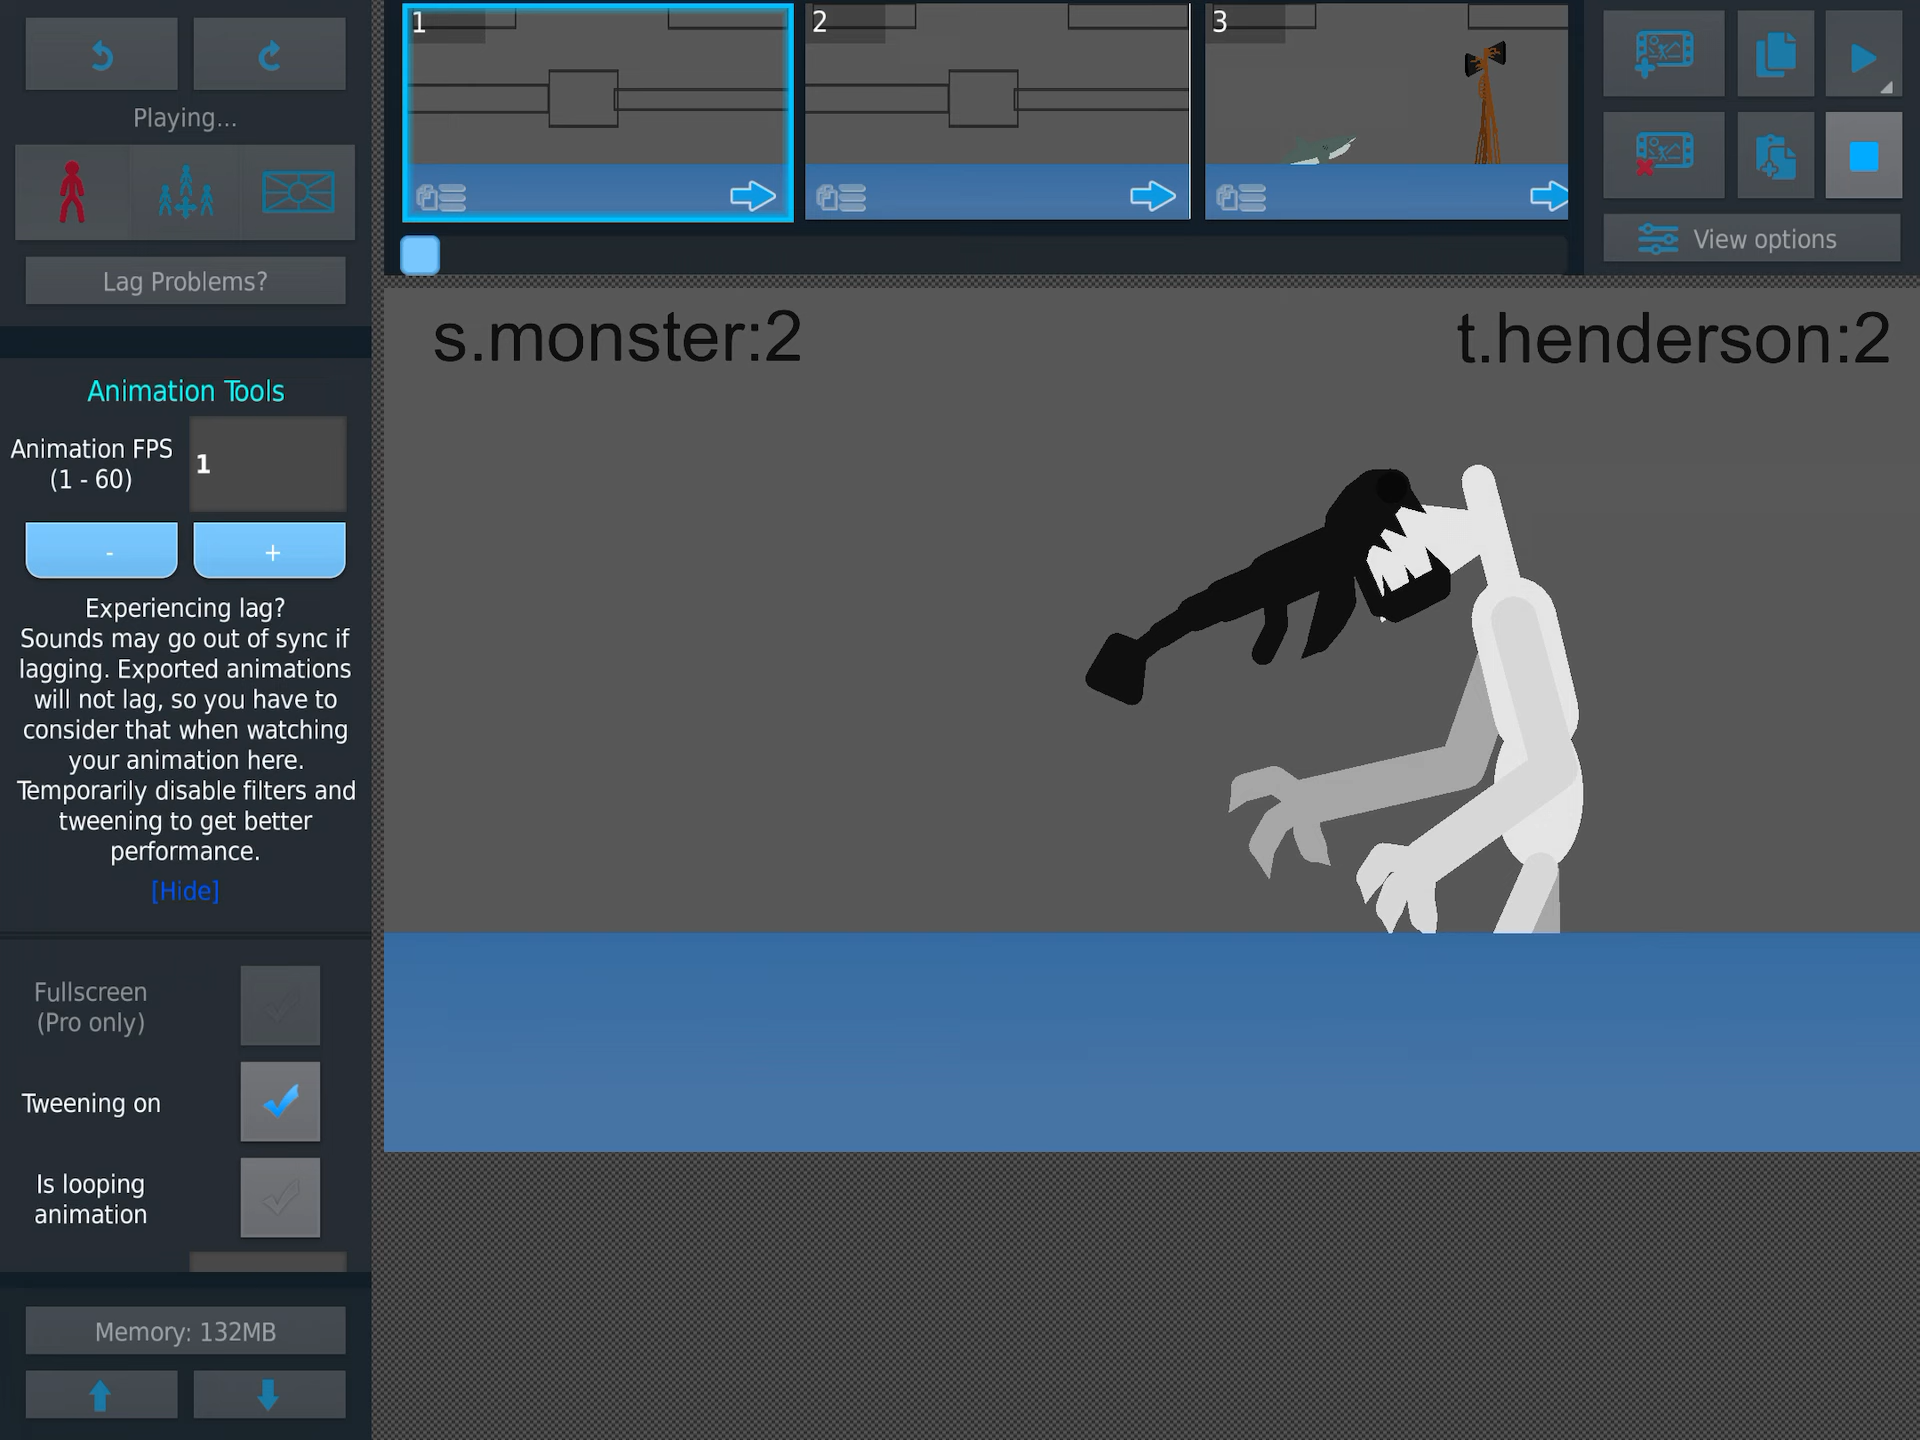 1
2
3
Playing...
View options
Lag Problems?
s.monster:2
t.henderson:2
Animation Tools
Animation FPS
(1 - 60)
1
-
+
Experiencing lag?
Sounds may go out of sync if
lagging. Exported animations
will not lag, so you have to
consider that when watching
your animation here.
Temporarily disable filters and
tweening to get better
performance.
[Hide]
Fullscreen
(Pro only)
Tweening on
Is looping
animation
Memory: 132MB